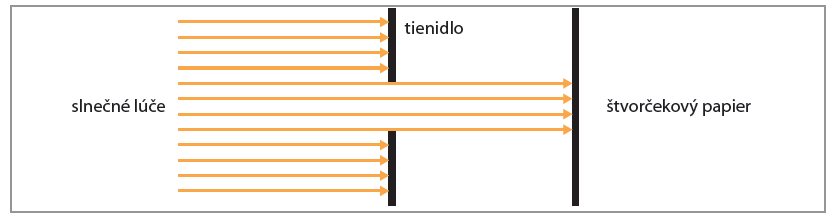 tienidlo
slnečné lúče
štvorčekový papier